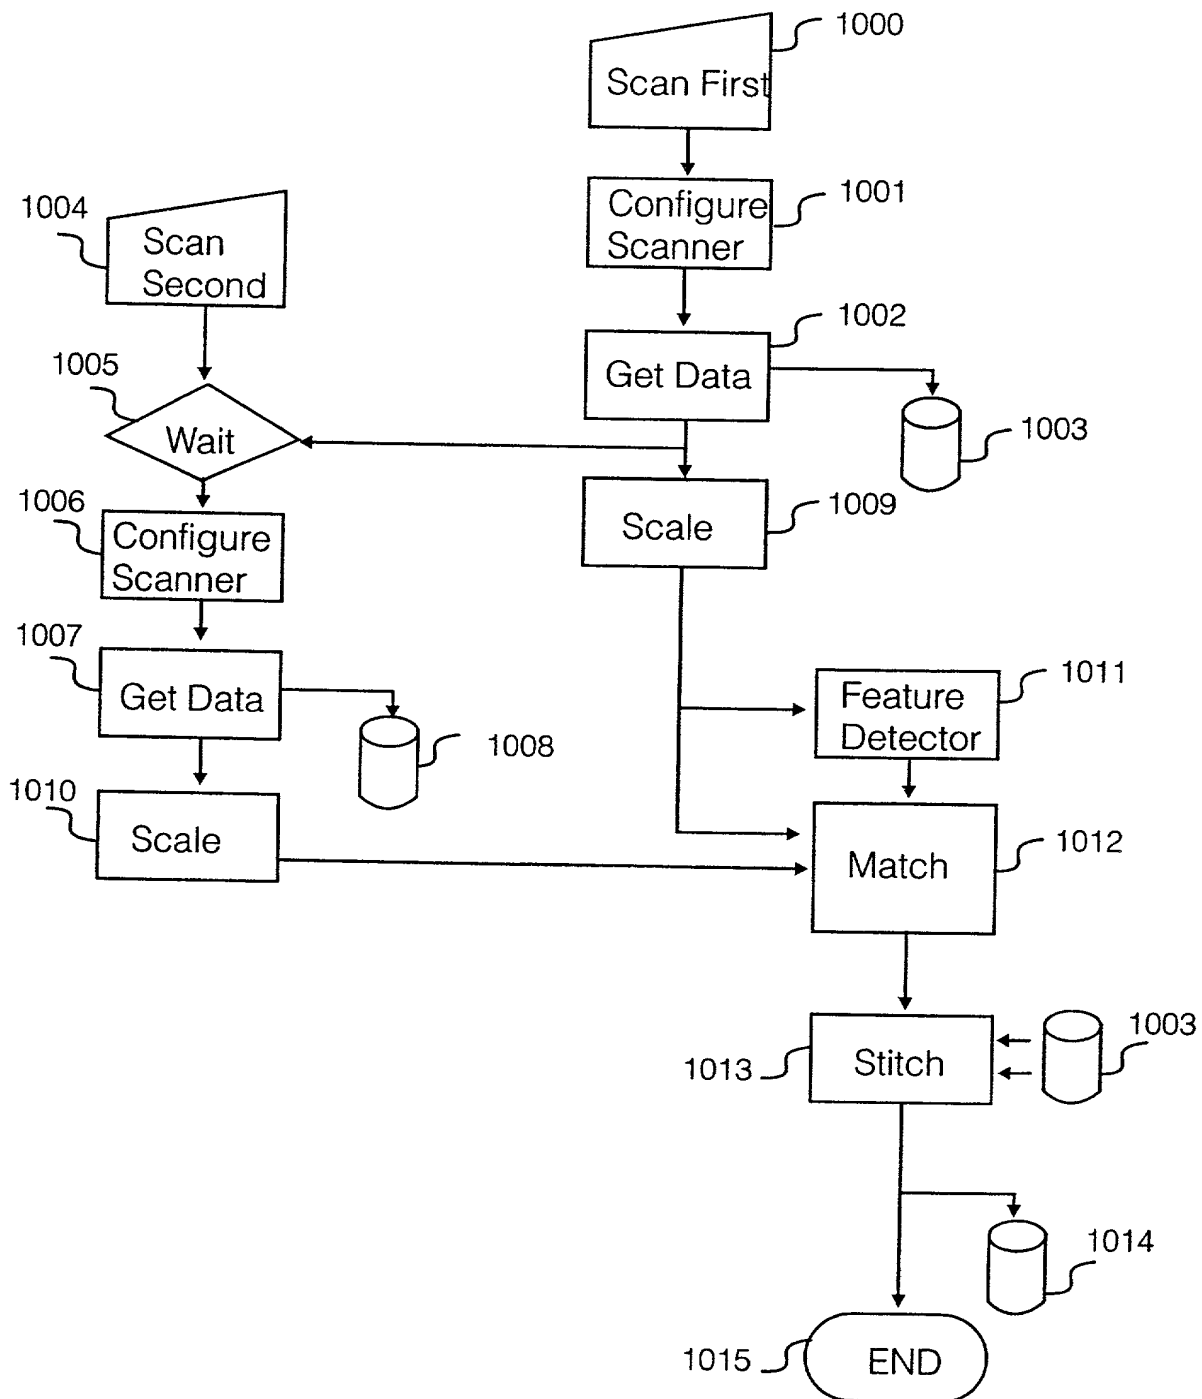 1000
Scan First
1001
Configure
Scanner
1004
Scan
Second
1002
Get Data
1005
Wait
1003
1006
Configure
Scanner
1009
Scale
1007
Get Data
1008
1011
Feature
Detector
1010
Scale
1012
Match
1003
1013
Stitch
1014
1015
END